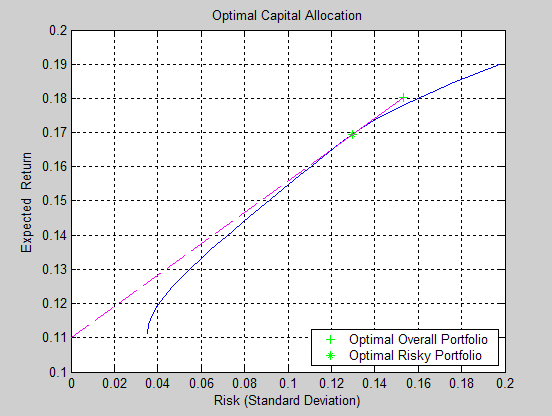 Optimal Capital Allocation
0.2
0.19
0.18
0.17
0.16
0.15
0.14
0.13
0.12
0.11
0.1
Expected Return
0 0.02 0.04 0.06 0.08 0.1 0.12 0.14 0.16 0.18 0.2
Risk (Standard Deviation)
Optimal Overall Portfolio
Optimal Risky Portfolio